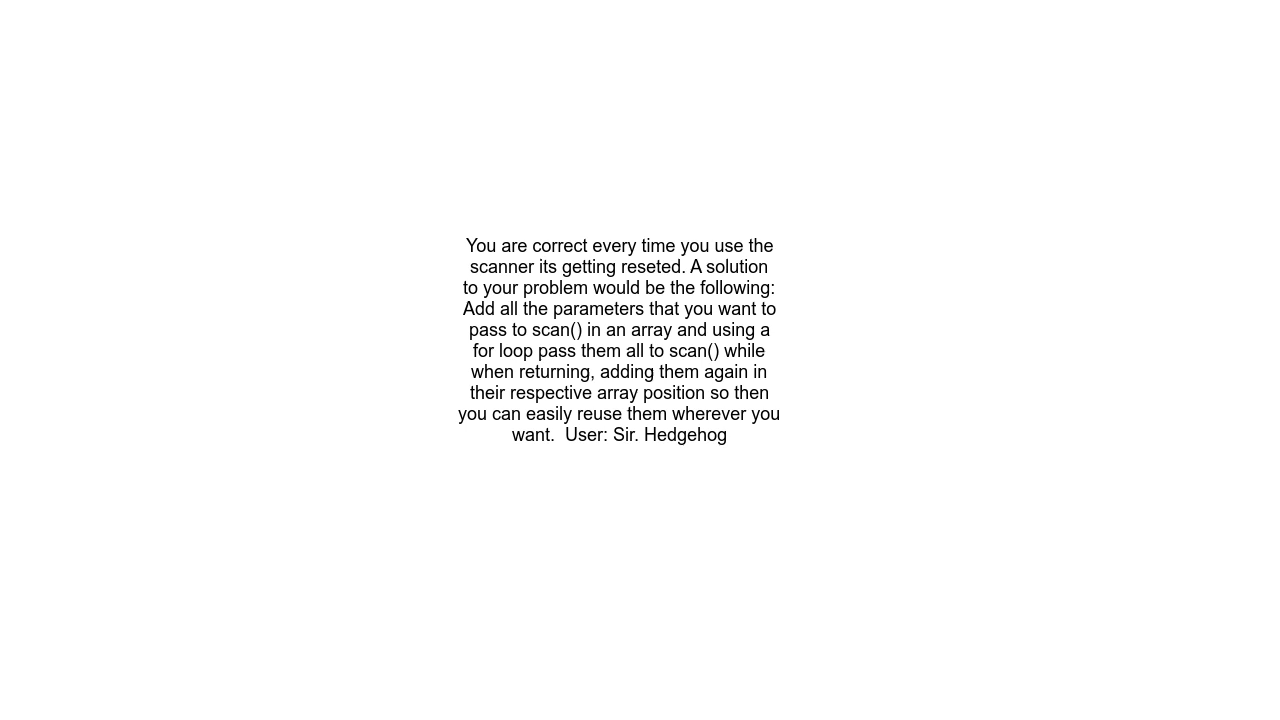 You are correct every time you use the
scanner its getting reseted. A solution
to your problem would be the following:
Add all the parameters that you want to
pass to scan() in an array and using a
for loop pass them all to scan() while
when returning, adding them again in
their respective array position so then
you can easily reuse them wherever you
want.  User: Sir. Hedgehog